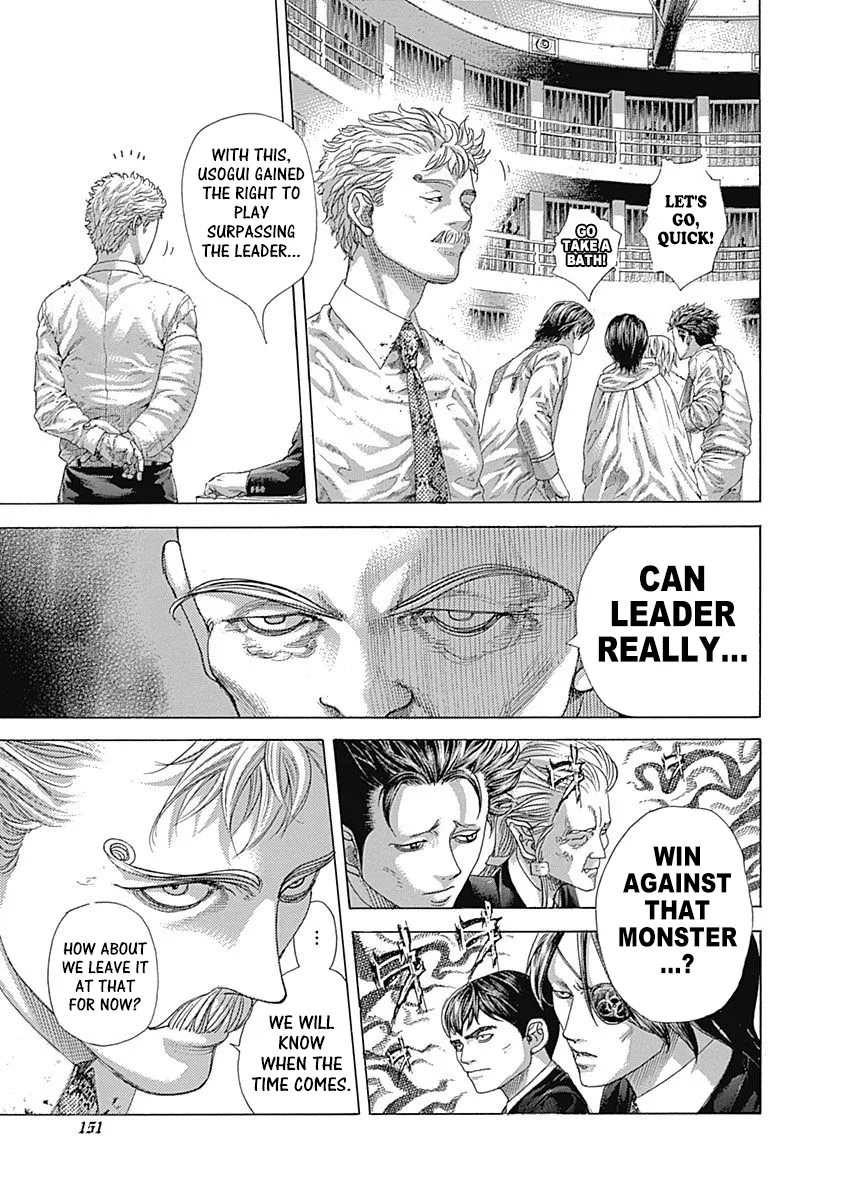 LET'S
GO,
QUICK!
GO
TAKE A
BATH!
WITH THIS,
USOGUI GAINED
THE RIGHT TO
PLAY
SURPASSING
THE LEADER...
CAN
LEADER
REALLY...
WIN
AGAINST
THAT
MONSTER
...?
...
WE WILL
KNOW
WHEN THE
TIME COMES.
HOW ABOUT
WE LEAVE IT
AT THAT
FOR NOW?
151